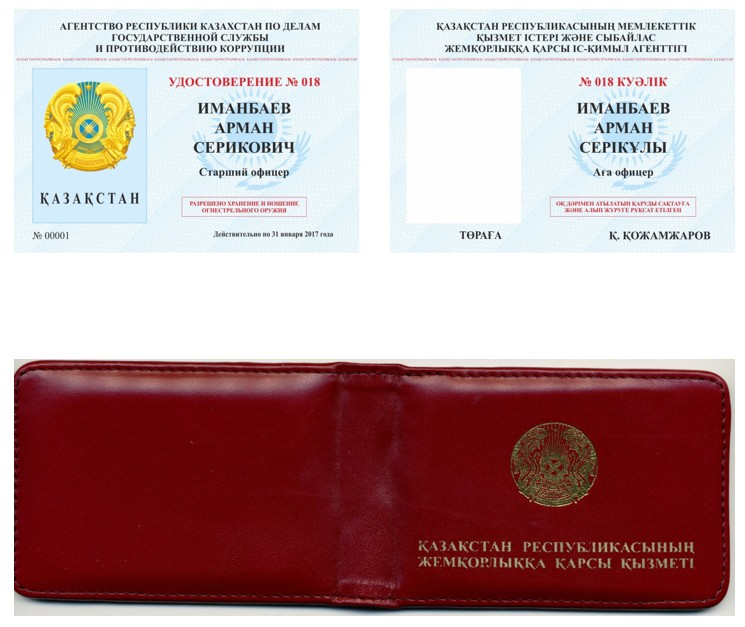 АГЕНТСТВО РЕСПУБЛИКИ КАЗАХСТАН ПО ДЕЛАМ
ГОСУДАРСТВЕННОЙ СЛУЖБЫ
И ПРОТИВОДЕЙСТВИЮ КОРРУПЦИИ
УДОСТОВЕРЕНИЕ № 018
ИМАНБАЕВ
АРМАН
СЕРИКОВИЧ
Старший офицер
ҚАЗАҚСТАН
РАЗРЕШЕНО ХРАНЕНИЕ И НОШЕНИЕ
ОГНЕСТРЕЛЬНОГО ОРУЖИЯ
№ 00001
Действительно по 31 января 2017 года
ҚАЗАҚСТАН РЕСПУБЛИКАСЫНЫҢ МЕМЛЕКЕТТІК
ҚЫЗМЕТ ІСТЕРІ ЖӘНЕ СЫБАЙЛАС
ЖЕМҚОРЛЫҚҚА ҚАРСЫ ІС-ҚИМЫЛ АГЕНТТІГІ
№ 018 КУӘЛІК
ИМАНБАЕВ
АРМАН
СЕРІКУЛЫ
Аға офицер
ОҚ ДӘРІМЕН АТЫЛАТЫН ҚАРУДЫ САҚТАУҒА
ЖӘНЕ АЛЫП ЖҮРУГЕ РҰҚСАТ ЕТІЛГЕН
ТӨРАҒА
Қ. ҚОЖАМЖАРОВ
ҚАЗАҚСТАН РЕСПУБЛИКАСЫНЫҢ
ЖЕМҚОРЛЫҚҚА ҚАРСЫ ҚЫЗМЕТІ